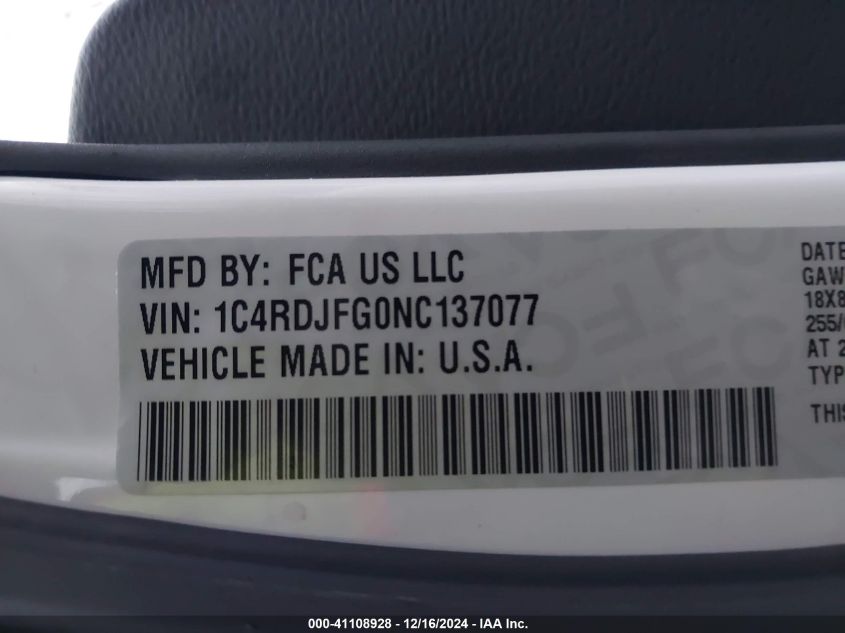 MFD BY: FCA US LLC
VIN: 1C4RDJFG0NC137077
VEHICLE MADE IN: U.S.A.
DATE
GAW
18X8
255/
AT 2
TYP
THIS
000-41108928 - 12/16/2024 - IAA Inc.